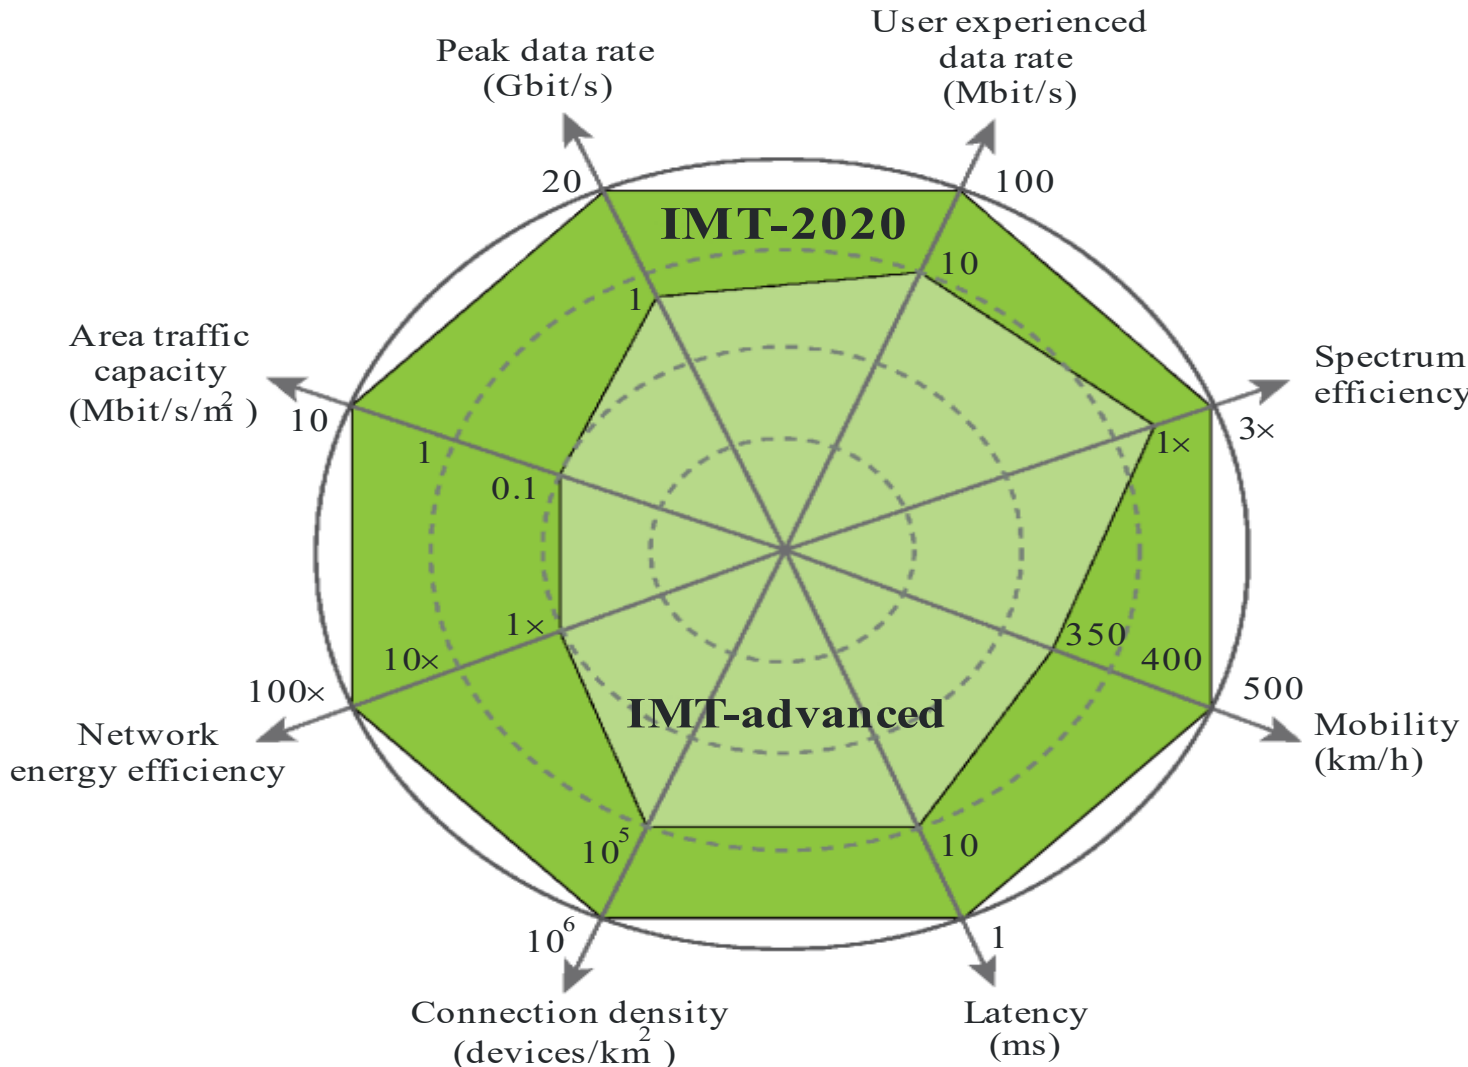 User experienced
data rate
(Mbit/s)
Peak data rate
(Gbit/s)
20
100
IMT-2020
10
1
Area traffic
capacity
(Mbit/s/m²)
10
1
0.1
Spectrum
efficiency
3×
1×
1×
10×
100×
350
400
500
Network
energy efficiency
Mobility
(km/h)
IMT-advanced
10⁵
10
10⁶
1
Connection density
(devices/km²)
Latency
(ms)